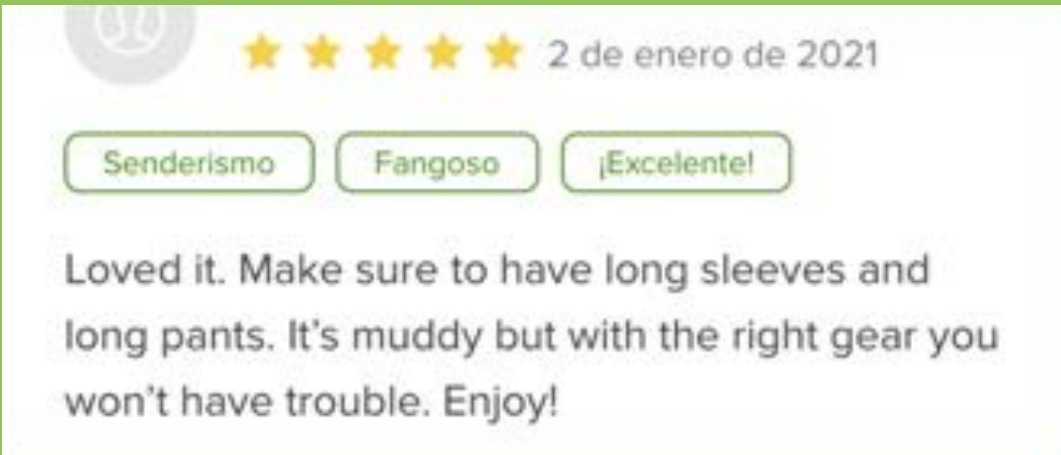 2 de enero de 2021
Senderismo Fangoso ¡Excelente!
Loved it. Make sure to have long sleeves and
long pants. It's muddy but with the right gear you
won't have trouble. Enjoy!